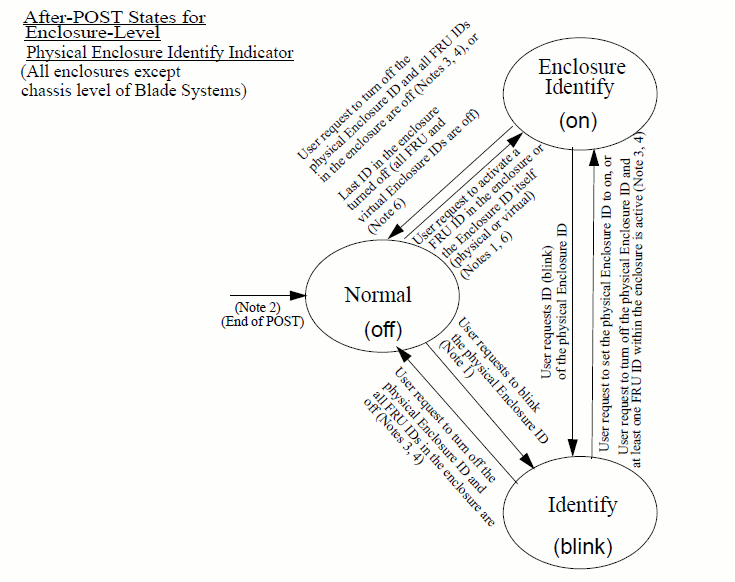 After-POST States for
Enclosure-Level
Physical Enclosure Identify Indicator
(All enclosures except
chassis level of Blade Systems)
User request to turn off the
physical Enclosure ID and all FRU IDs
in the enclosure are off (Notes 3, 4), or
Last ID in the enclosure
turned off (all FRU and
virtual Enclosure IDs are off)
(Note 6)
User request to activate a
FRU ID in the enclosure or
the Enclosure ID itself
(physical or virtual)
(Notes 1, 6)
Enclosure
Identify
(on)
Normal
(off)
(Note 2)
(End of POST)
User requests ID (blink)
of the physical Enclosure ID
User request to set the physical Enclosure ID to on, or
User request to turn off the physical Enclosure ID and
at least one FRU ID within the enclosure is active (Note 3, 4)
User requests to blink
the physical Enclosure ID
(Note 1)
User request to turn off the
physical Enclosure ID and
all FRU IDs in the enclosure are
off (Notes 3, 4)
Identify
(blink)